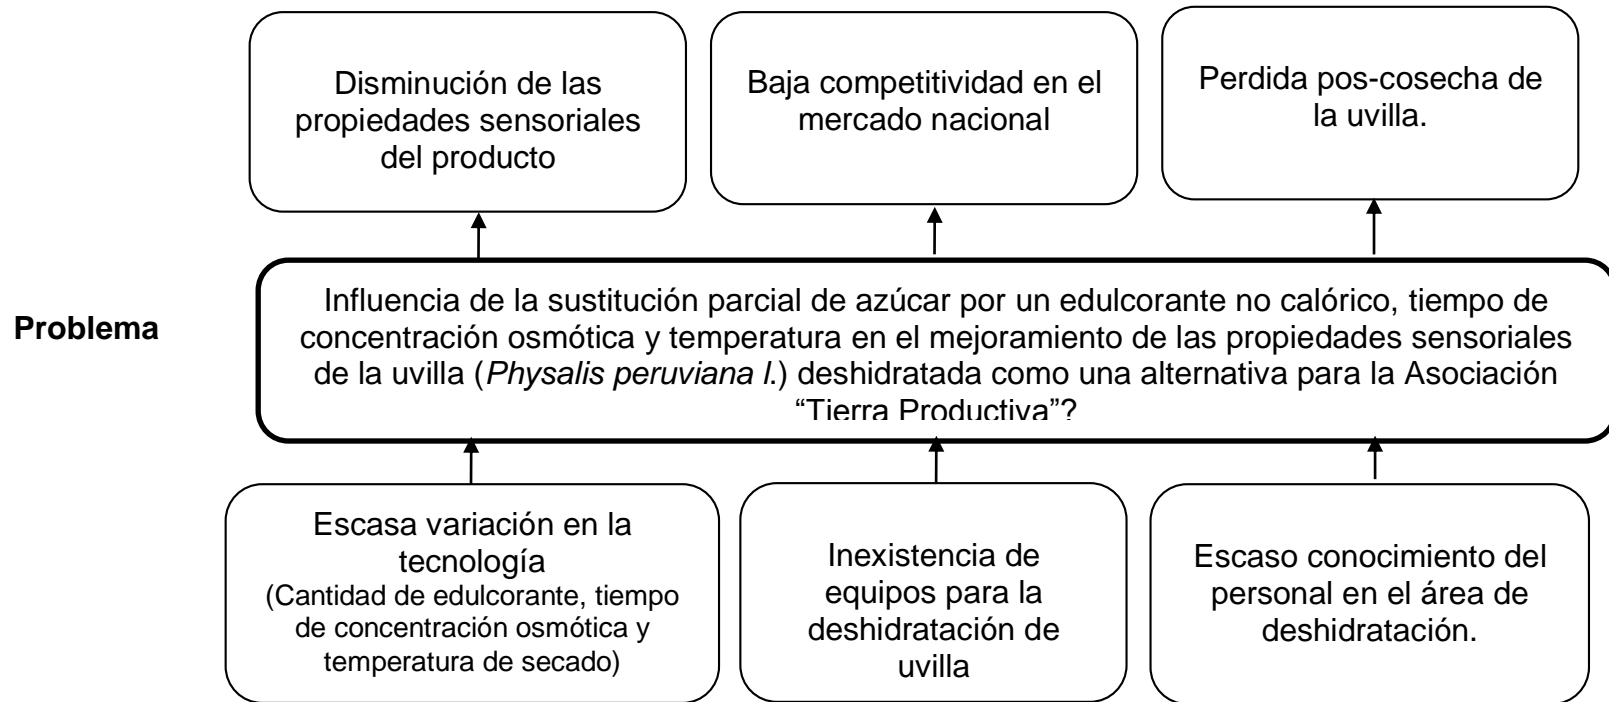 Disminución de las
propiedades sensoriales
del producto
Baja competitividad en el
mercado nacional
Perdida pos-cosecha de
la uvilla.
Problema
Influencia de la sustitución parcial de azúcar por un edulcorante no calórico, tiempo de
concentración osmótica y temperatura en el mejoramiento de las propiedades sensoriales
de la uvilla (Physalis peruviana l.) deshidratada como una alternativa para la Asociación
“Tierra Productiva”?
Escasa variación en la
tecnología
(Cantidad de edulcorante, tiempo
de concentración osmótica y
temperatura de secado)
Inexistencia de
equipos para la
deshidratación de
uvilla
Escaso conocimiento del
personal en el área de
deshidratación.